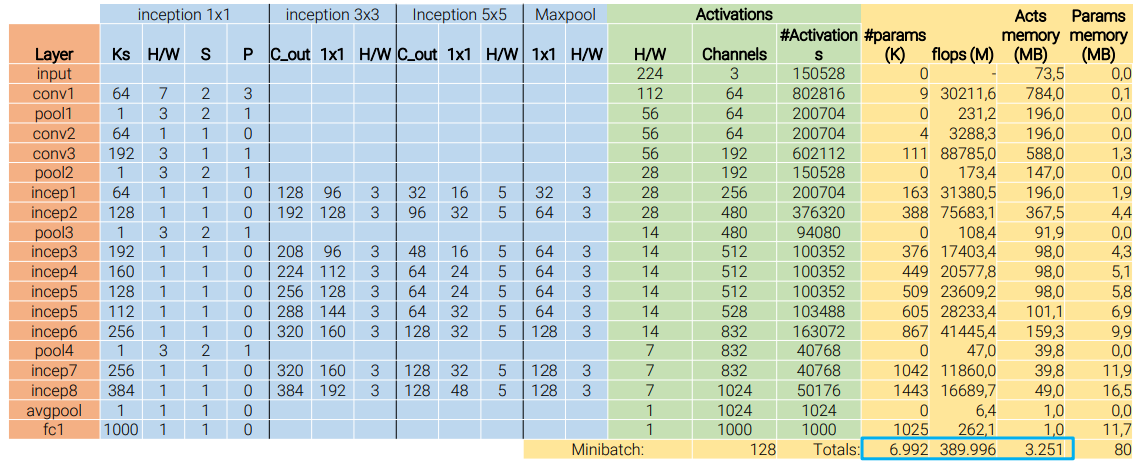 inception 1x1 inception 3x3 Inception 5x5 Maxpool Activations Acts Params
#Activation #params memory memory
Layer Ks H/W S P C_out 1x1 H/W C_out 1x1 H/W 1x1 H/W H/W Channels s (K) flops (M) (MB) (MB)
input 224 3 150528 0 - 73,5 0,0
conv1 64 7 2 3 112 64 802816 9 30211,6 784,0 0,1
pool1 1 3 2 1 56 64 200704 0 231,2 196,0 0,0
conv2 64 1 1 0 56 64 200704 4 3288,3 196,0 0,0
conv3 192 3 1 1 56 192 602112 111 88785,0 588,0 1,3
pool2 1 3 2 1 28 192 150528 0 173,4 147,0 0,0
incep1 64 1 1 0 128 96 3 32 16 5 32 3 28 256 200704 163 31380,5 196,0 1,9
incep2 128 1 1 0 192 128 3 96 32 5 64 3 28 480 376320 388 75683,1 367,5 4,4
pool3 1 3 2 1 14 480 94080 0 108,4 91,9 0,0
incep3 192 1 1 0 208 96 3 48 16 5 64 3 14 512 100352 376 17403,4 98,0 4,3
incep4 160 1 1 0 224 112 3 64 24 5 64 3 14 512 100352 449 20577,8 98,0 5,1
incep5 128 1 1 0 256 128 3 64 24 5 64 3 14 512 100352 509 23609,2 98,0 5,8
incep5 112 1 1 0 288 144 3 64 32 5 64 3 14 528 103488 605 28233,4 101,1 6,9
incep6 256 1 1 0 320 160 3 128 32 5 128 3 14 832 163072 867 41445,4 159,3 9,9
pool4 1 3 2 1 7 832 40768 0 47,0 39,8 0,0
incep7 256 1 1 0 320 160 3 128 32 5 128 3 7 832 40768 1042 11860,0 39,8 11,9
incep8 384 1 1 0 384 192 3 128 48 5 128 3 7 1024 50176 1443 16689,7 49,0 16,5
avgpool 1 1 1 0 1 1024 1024 0 6,4 1,0 0,0
fc1 1000 1 1 0 1 1000 1000 1025 262,1 1,0 11,7
Minibatch: 128 Totals: 6.992 389.996 3.251 80